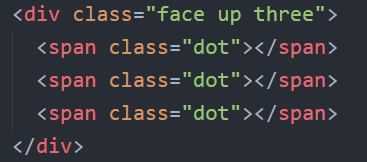 <div class="face up three">
  <span class="dot"></span>
  <span class="dot"></span>
  <span class="dot"></span>
</div>